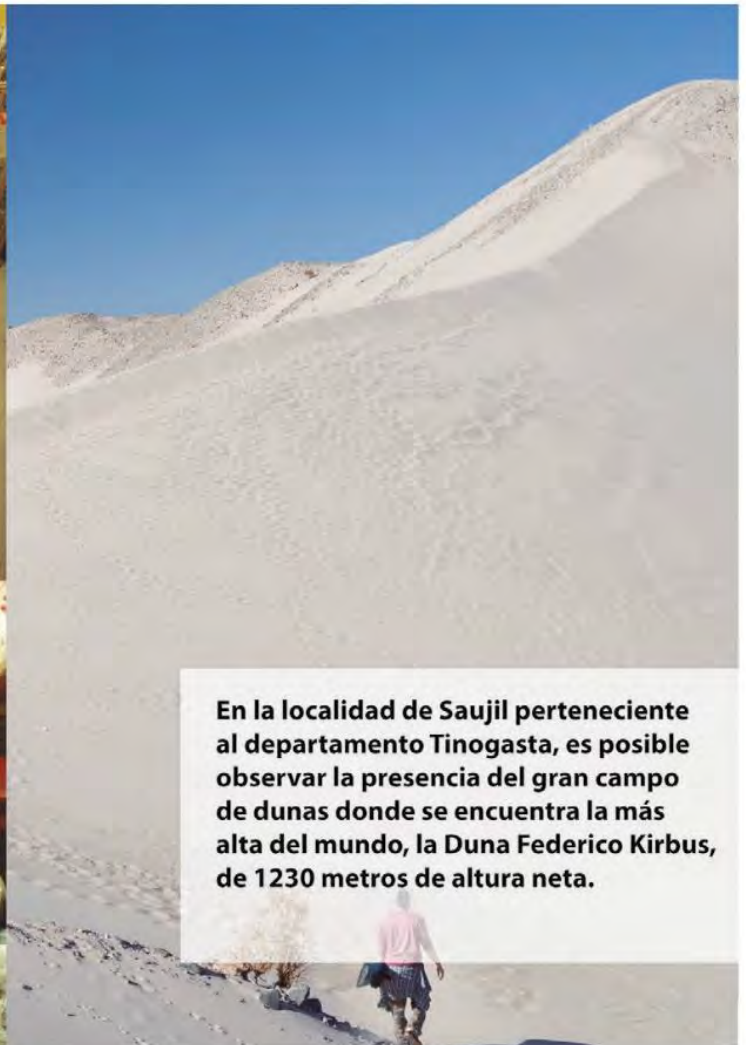 En la localidad de Saujil perteneciente
al departamento Tinogasta, es posible
observar la presencia del gran campo
de dunas donde se encuentra la más
alta del mundo, la Duna Federico Kirbus,
de 1230 metros de altura neta.